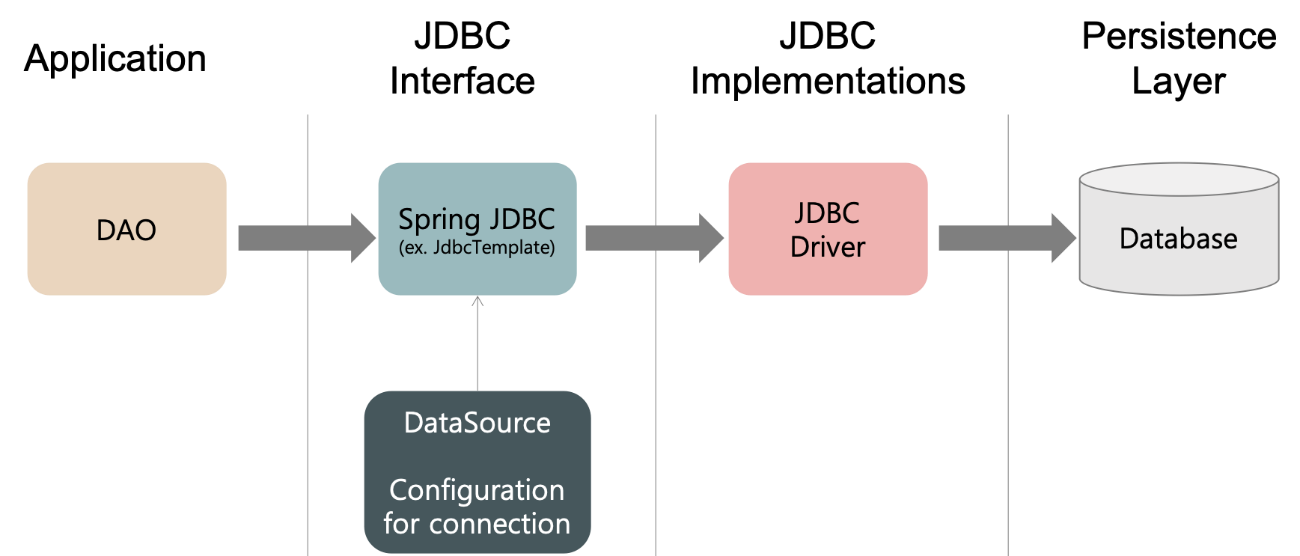 Application
JDBC
Interface
JDBC
Implementations
Persistence
Layer
DAO
Spring JDBC
(ex. JdbcTemplate)
JDBC
Driver
Database
DataSource
Configuration
for connection